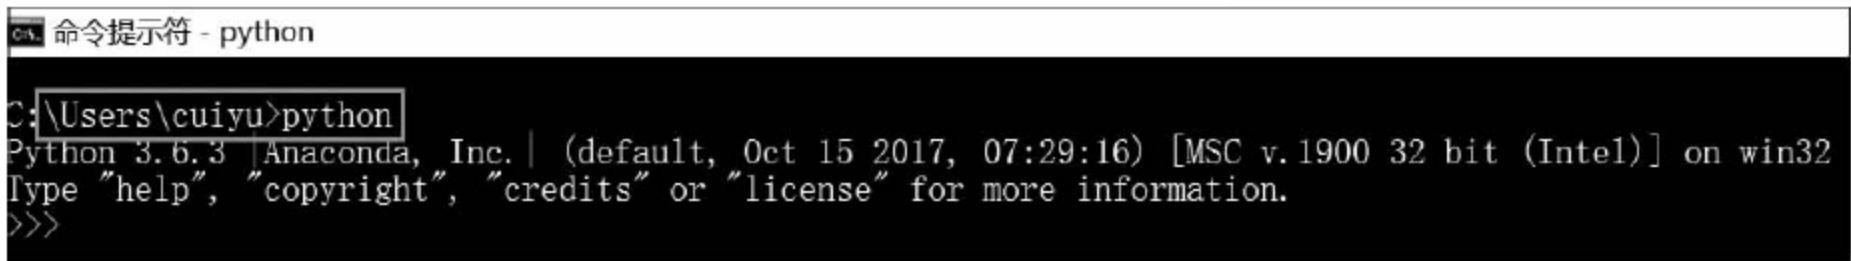 命令提示符 - python
C:\Users\cuiyu>python
Python 3.6.3 |Anaconda, Inc.| (default, Oct 15 2017, 07:29:16) [MSC v.1900 32 bit (Intel)] on win32
Type "help", "copyright", "credits" or "license" for more information.
>>>